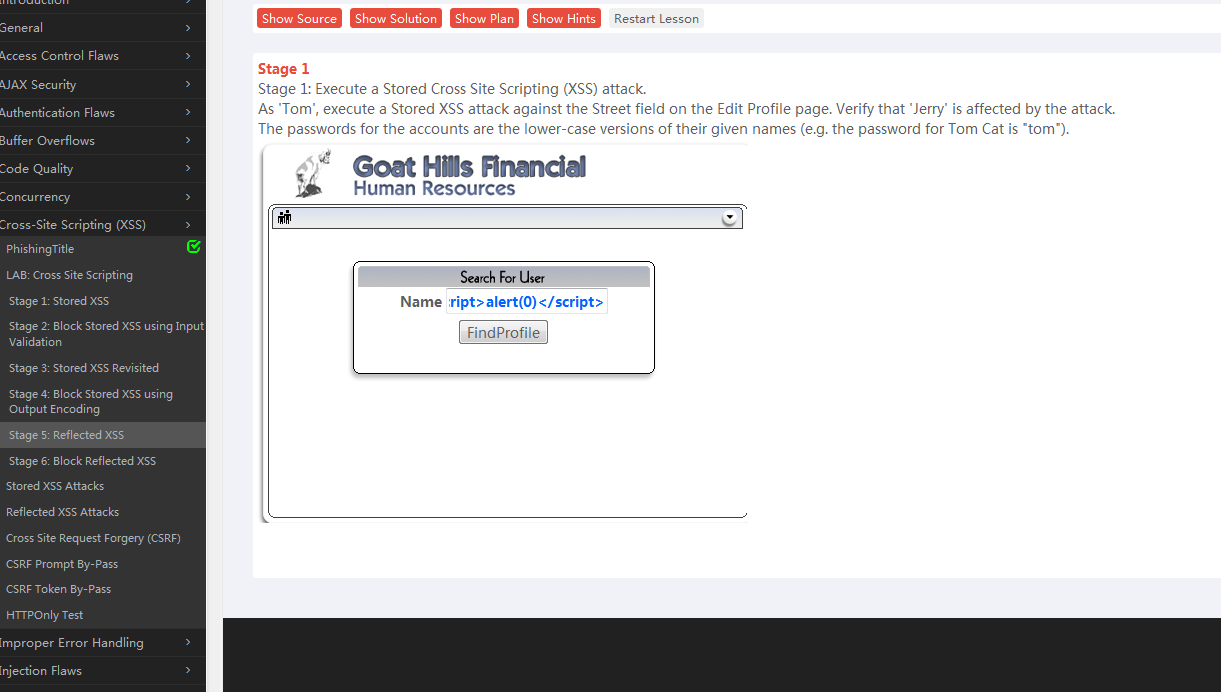 Introduction
General
Access Control Flaws
AJAX Security
Authentication Flaws
Buffer Overflows
Code Quality
Concurrency
Cross-Site Scripting (XSS)
PhishingTitle
LAB: Cross Site Scripting
Stage 1: Stored XSS
Stage 2: Block Stored XSS using Input
Validation
Stage 3: Stored XSS Revisited
Stage 4: Block Stored XSS using
Output Encoding
Stage 5: Reflected XSS
Stage 6: Block Reflected XSS
Stored XSS Attacks
Reflected XSS Attacks
Cross Site Request Forgery (CSRF)
CSRF Prompt By-Pass
CSRF Token By-Pass
HTTPOnly Test
Improper Error Handling
Injection Flaws
Show Source Show Solution Show Plan Show Hints Restart Lesson
Stage 1
Stage 1: Execute a Stored Cross Site Scripting (XSS) attack.
As 'Tom', execute a Stored XSS attack against the Street field on the Edit Profile page. Verify that 'Jerry' is affected by the attack.
The passwords for the accounts are the lower-case versions of their given names (e.g. the password for Tom Cat is "tom").
Goat Hills Financial
Human Resources
Search For User
Name ript>alert(0)</script>
FindProfile